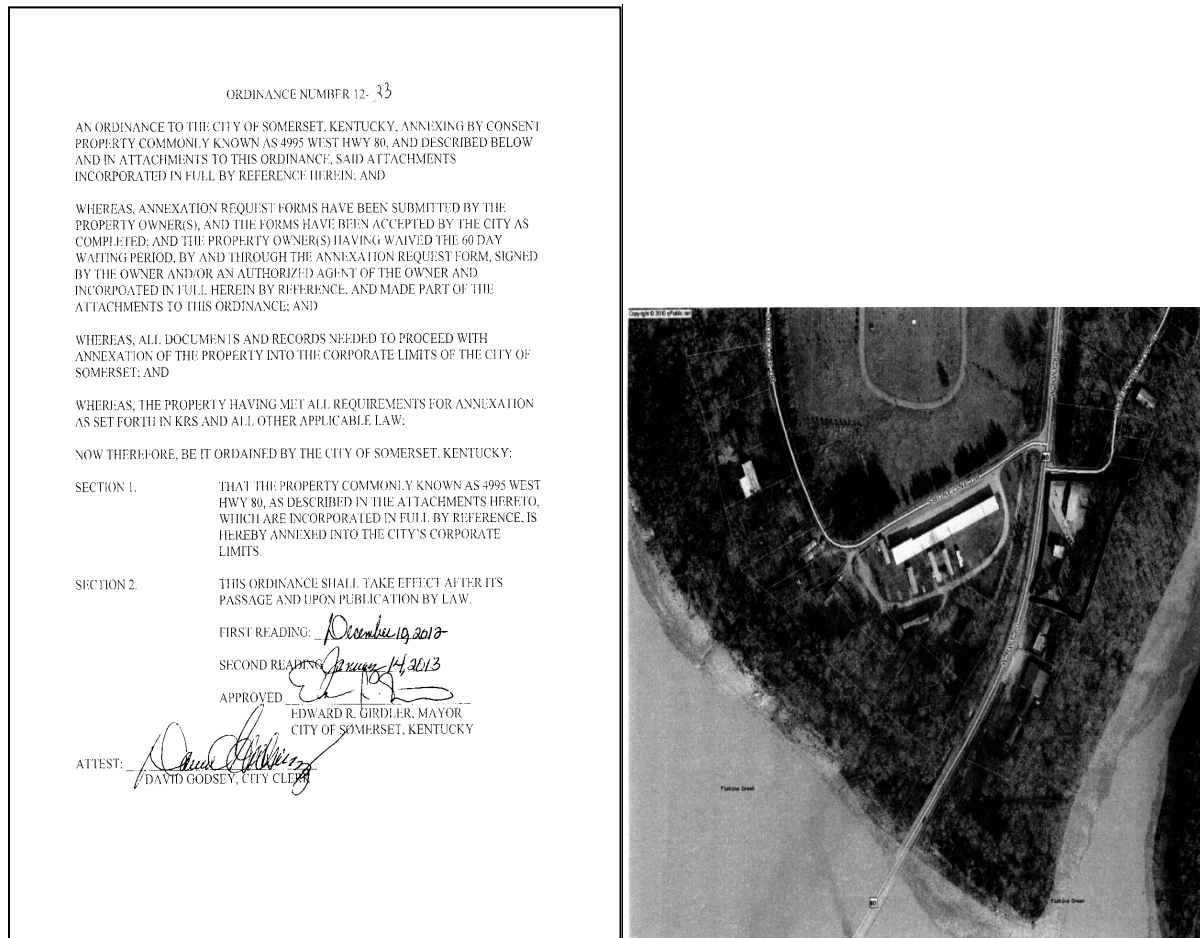 ORDINANCE NUMBER 12-33
AN ORDINANCE TO THE CITY OF SOMERSET, KENTUCKY, ANNEXING BY CONSENT
PROPERTY COMMONLY KNOWN AS 4995 WEST HWY 80, AND DESCRIBED BELOW
AND IN ATTACHMENTS TO THIS ORDINANCE, SAID ATTACHMENTS
INCORPORATED IN FULL BY REFERENCE HEREIN; AND
WHEREAS, ANNEXATION REQUEST FORMS HAVE BEEN SUBMITTED BY THE
PROPERTY OWNER(S), AND THE FORMS HAVE BEEN ACCEPTED BY THE CITY AS
COMPLETED; AND THE PROPERTY OWNER(S) HAVING WAIVED THE 60 DAY
WAITING PERIOD, BY AND THROUGH THE ANNEXATION REQUEST FORM, SIGNED
BY THE OWNER AND/OR AN AUTHORIZED AGENT OF THE OWNER AND
INCORPOATED IN FULL HEREIN BY REFERENCE, AND MADE PART OF THE
ATTACHMENTS TO THIS ORDINANCE; AND
WHEREAS, ALL DOCUMENTS AND RECORDS NEEDED TO PROCEED WITH
ANNEXATION OF THE PROPERTY INTO THE CORPORATE LIMITS OF THE CITY OF
SOMERSET; AND
WHEREAS, THE PROPERTY HAVING MET ALL REQUIREMENTS FOR ANNEXATION
AS SET FORTH IN KRS AND ALL OTHER APPLICABLE LAW;
NOW THEREFORE, BE IT ORDAINED BY THE CITY OF SOMERSET, KENTUCKY;
SECTION 1. THAT THE PROPERTY COMMONLY KNOWN AS 4995 WEST
HWY 80, AS DESCRIBED IN THE ATTACHMENTS HERETO,
WHICH ARE INCORPORATED IN FULL BY REFERENCE, IS
HEREBY ANNEXED INTO THE CITY'S CORPORATE
LIMITS.
SECTION 2. THIS ORDINANCE SHALL TAKE EFFECT AFTER ITS
PASSAGE AND UPON PUBLICATION BY LAW.
FIRST READING: December 10, 2012
SECOND READING January 14, 2013
APPROVED
EDWARD R. GIRDLER, MAYOR
CITY OF SOMERSET, KENTUCKY
ATTEST:
DAVID GODSEY, CITY CLERK
Copyright © 2010 ePublic.net
SHORELINE DR
80
Fishing Creek
Fishing Creek
80